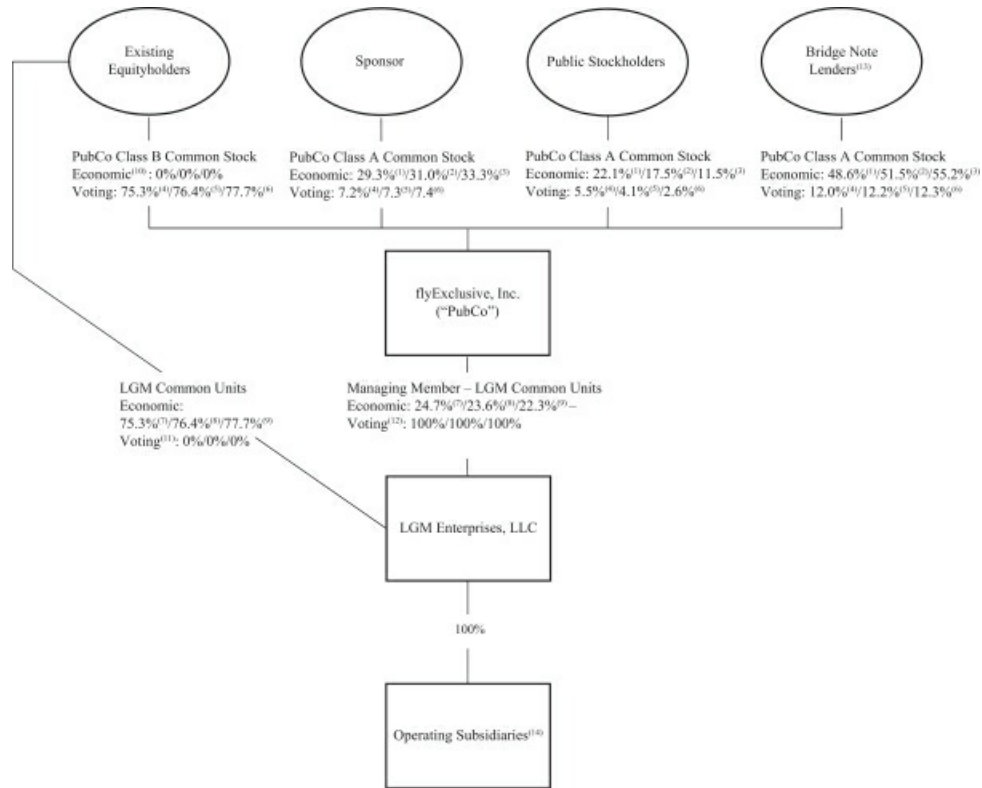 Existing
Equityholders
Sponsor
Public Stockholders
Bridge Note
Lenders(13)
PubCo Class B Common Stock
Economic(10) : 0%/0%/0%
Voting: 75.3%(4)/76.4%(5)/77.7%(6)
PubCo Class A Common Stock
Economic: 29.3%(1)/31.0%(2)/33.3%(3)
Voting: 7.2%(4)/7.3(5)/7.4(6)
PubCo Class A Common Stock
Economic: 22.1%(1)/17.5%(2)/11.5%(3)
Voting: 5.5%(4)/4.1%(5)/2.6%(6)
PubCo Class A Common Stock
Economic: 48.6%(1)/51.5%(2)/55.2%(3)
Voting: 12.0%(4)/12.2%(5)/12.3%(6)
flyExclusive, Inc.
(“PubCo”)
LGM Common Units
Economic:
75.3%(7)/76.4%(8)/77.7%(9)
Voting(11): 0%/0%/0%
Managing Member – LGM Common Units
Economic: 24.7%(7)/23.6%(8)/22.3%(9) –
Voting(12): 100%/100%/100%
LGM Enterprises, LLC
100%
Operating Subsidiaries(14)